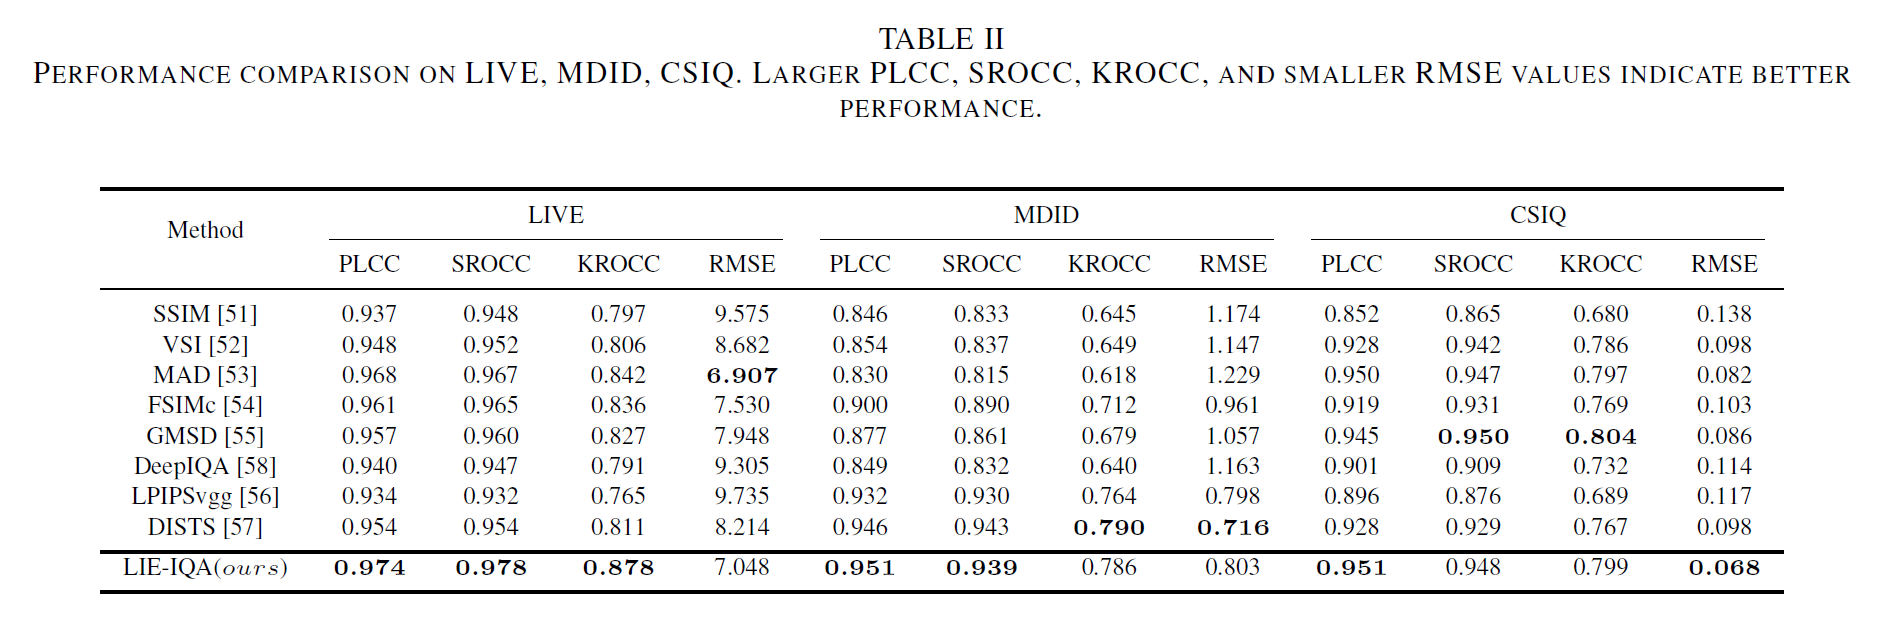 TABLE II
PERFORMANCE COMPARISON ON LIVE, MDID, CSIQ. LARGER PLCC, SROCC, KROCC, AND SMALLER RMSE VALUES INDICATE BETTER
PERFORMANCE.
Method LIVE MDID CSIQ
PLCC SROCC KROCC RMSE PLCC SROCC KROCC RMSE PLCC SROCC KROCC RMSE
SSIM [51] 0.937 0.948 0.797 9.575 0.846 0.833 0.645 1.174 0.852 0.865 0.680 0.138
VSI [52] 0.948 0.952 0.806 8.682 0.854 0.837 0.649 1.147 0.928 0.942 0.786 0.098
MAD [53] 0.968 0.967 0.842 6.907 0.830 0.815 0.618 1.229 0.950 0.947 0.797 0.082
FSIMc [54] 0.961 0.965 0.836 7.530 0.900 0.890 0.712 0.961 0.919 0.931 0.769 0.103
GMSD [55] 0.957 0.960 0.827 7.948 0.877 0.861 0.679 1.057 0.945 0.950 0.804 0.086
DeepIQA [58] 0.940 0.947 0.791 9.305 0.849 0.832 0.640 1.163 0.901 0.909 0.732 0.114
LPIPSvgg [56] 0.934 0.932 0.765 9.735 0.932 0.930 0.764 0.798 0.896 0.876 0.689 0.117
DISTS [57] 0.954 0.954 0.811 8.214 0.946 0.943 0.790 0.716 0.928 0.929 0.767 0.098
LIE-IQA(ours) 0.974 0.978 0.878 7.048 0.951 0.939 0.786 0.803 0.951 0.948 0.799 0.068